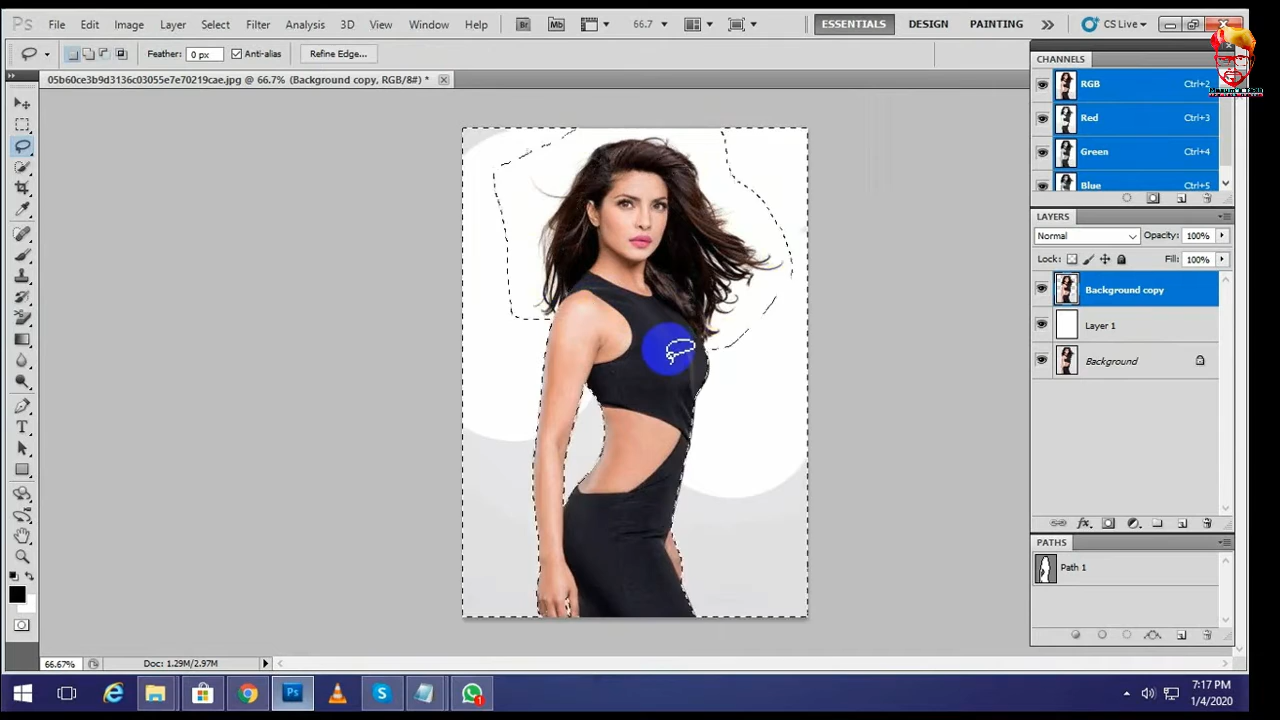 Ps File Edit Image Layer Select Filter Analysis 3D View Window Help Br Mb 66.7 ESSENTIALS DESIGN PAINTING CS Live
Feather: 0 px Anti-alias Refine Edge...
05b60ce3b9d3136c03055e7e70219cae.jpg @ 66.7% (Background copy, RGB/8#) *
CHANNELS
RGB Ctrl+2
Red Ctrl+3
Green Ctrl+4
Blue Ctrl+5
LAYERS
Normal Opacity: 100%
Lock: Fill: 100%
Background copy
Layer 1
Background
PATHS
Path 1
66.67% Doc: 1.29M/2.97M
7:17 PM
1/4/2020